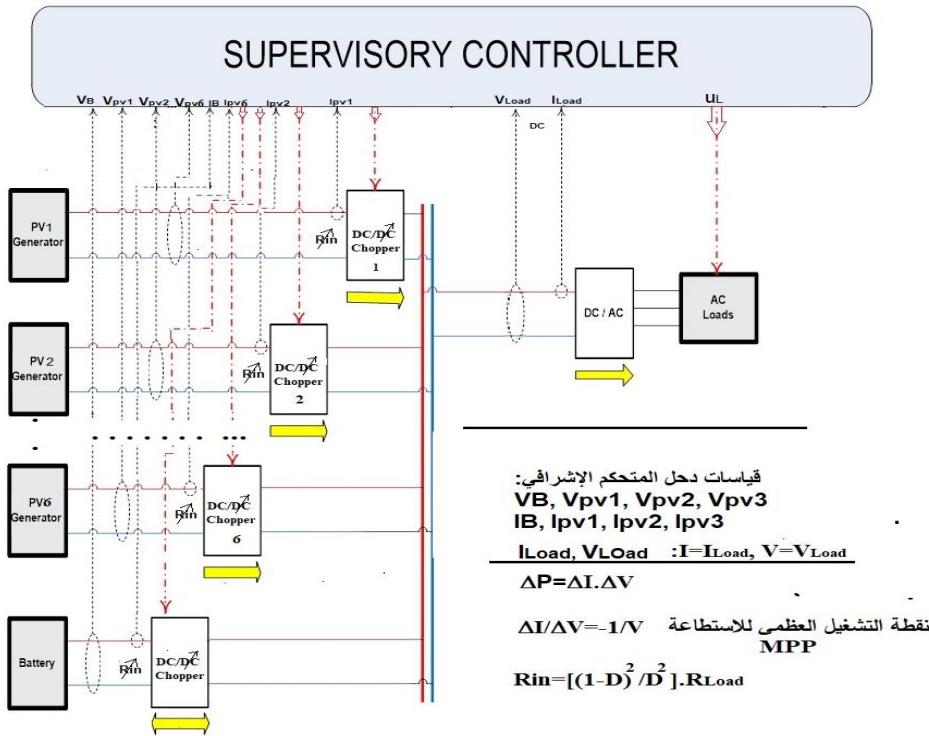 SUPERVISORY CONTROLLER
VB Vpv1 Vpv2 Vpv6 IB Ipv6 Ipv2 Ipv1 VLoad ILoad uL
DC
PV1
Generator
Rin
DC/DC
Chopper
1
DC / AC
AC
Loads
PV2
Generator
Rin
DC/DC
Chopper
2
PV6
Generator
Rin
DC/DC
Chopper
6
Battery
Rin
DC/DC
Chopper
قياسات دحل المتحكم الإشرافي:
VB, Vpv1, Vpv2, Vpv3
IB, Ipv1, Ipv2, Ipv3
ILoad, VLOad :I=ILoad, V=VLoad
ΔP=ΔI.ΔV
ΔI/ΔV=-1/V نقطة التشغيل العظمى للاستطاعة
MPP
Rin=[(1-D)²/D²].RLoad